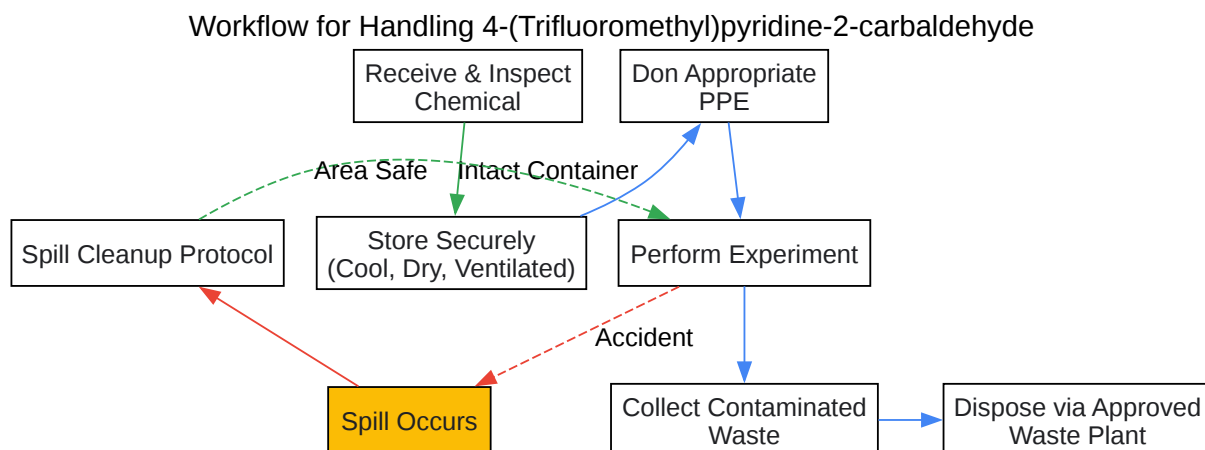 Workflow for Handling 4-(Trifluoromethyl)pyridine-2-carbaldehyde
Receive & Inspect
Chemical
Don Appropriate
PPE
Area Safe
Intact Container
Spill Cleanup Protocol
Store Securely
(Cool, Dry, Ventilated)
Perform Experiment
Accident
Spill Occurs
Collect Contaminated
Waste
Dispose via Approved
Waste Plant